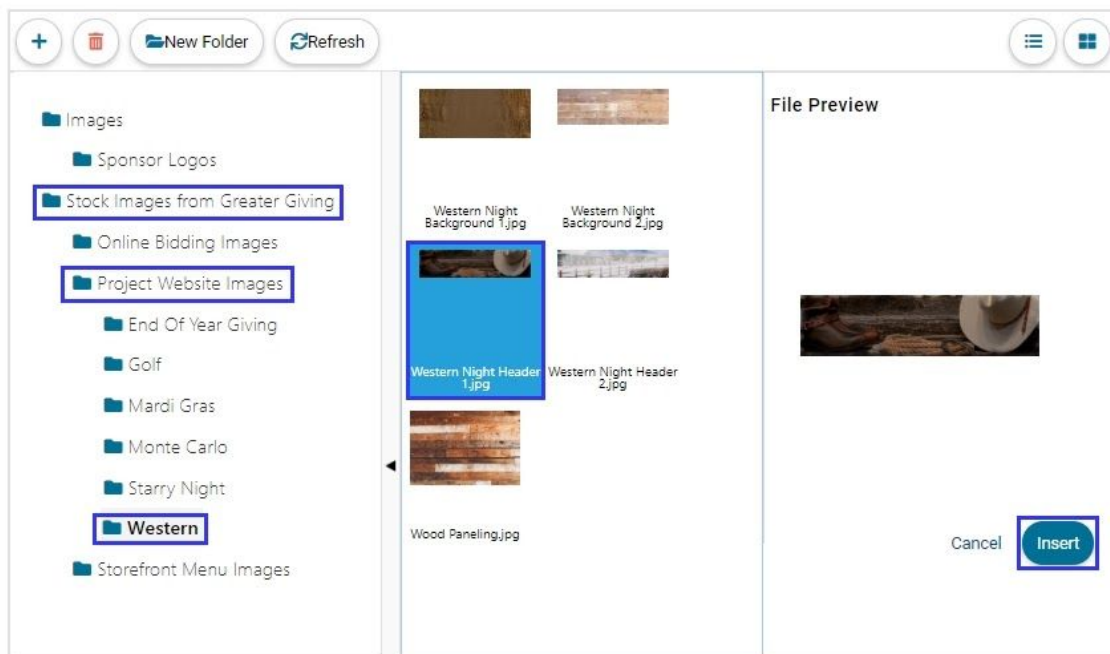 New Folder
Refresh
Images
Sponsor Logos
Stock Images from Greater Giving
Online Bidding Images
Project Website Images
End Of Year Giving
Golf
Mardi Gras
Monte Carlo
Starry Night
Western
Storefront Menu Images
Western Night
Background 1.jpg
Western Night
Background 2.jpg
Western Night Header
1.jpg
Western Night Header
2.jpg
Wood Paneling.jpg
File Preview
Cancel
Insert